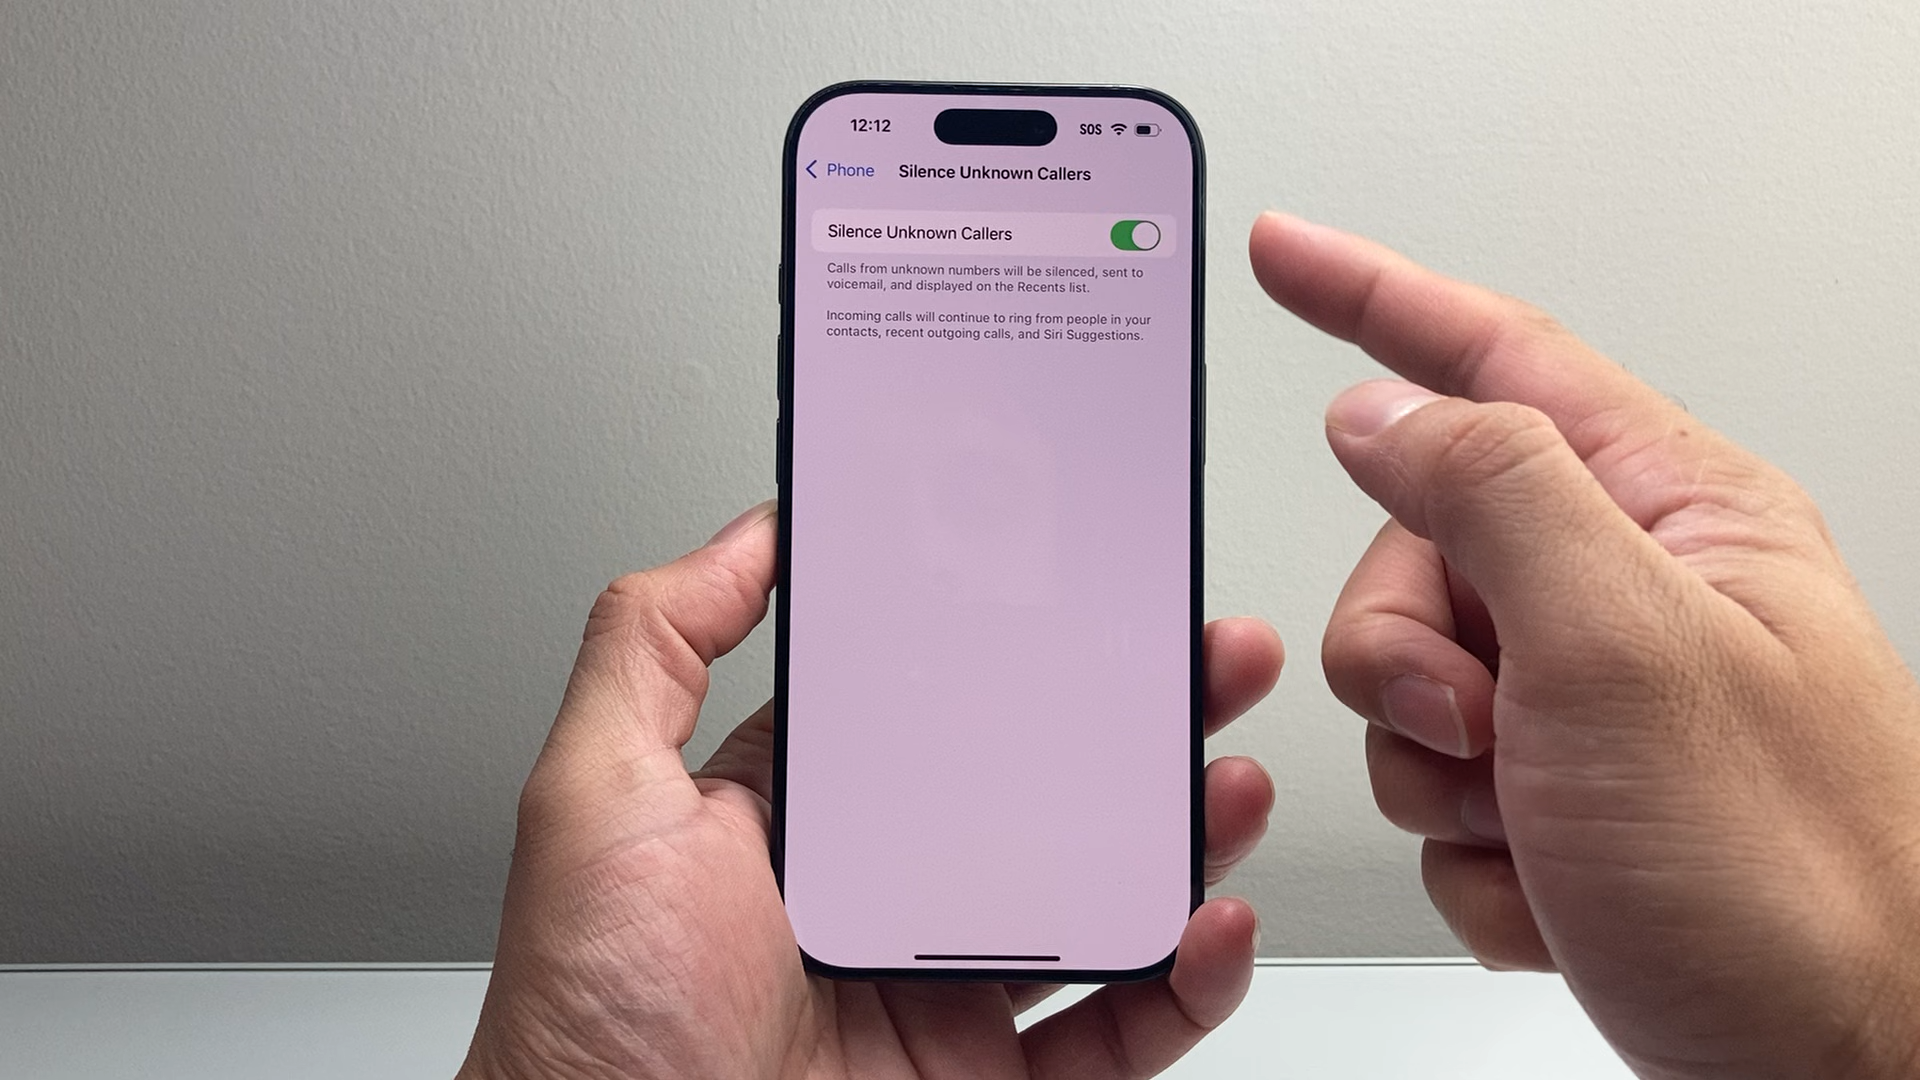 12:12 SOS
Phone Silence Unknown Callers
Silence Unknown Callers
Calls from unknown numbers will be silenced, sent to
voicemail, and displayed on the Recents list.
Incoming calls will continue to ring from people in your
contacts, recent outgoing calls, and Siri Suggestions.